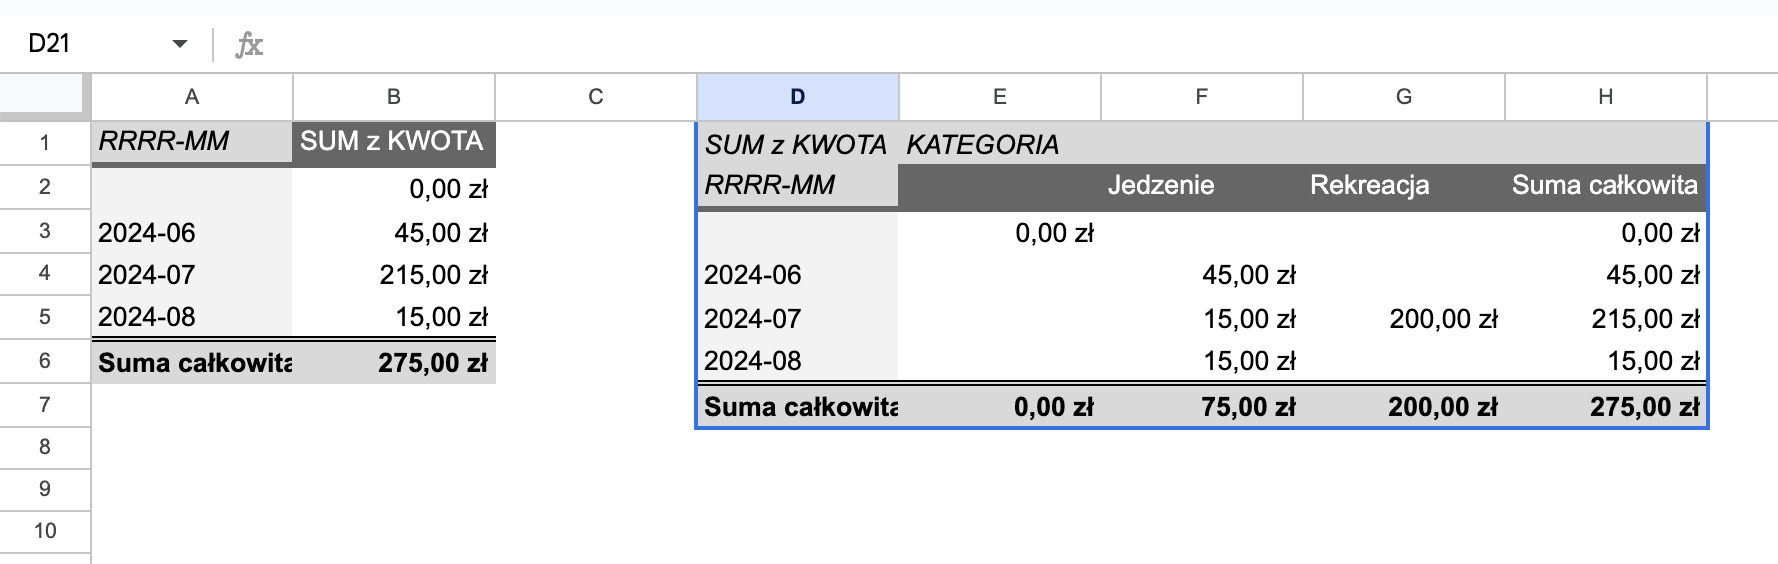 D21 fx
A B C D E F G H
1 RRRR-MM SUM z KWOTA SUM z KWOTA KATEGORIA
2 0,00 zł RRRR-MM Jedzenie Rekreacja Suma całkowita
3 2024-06 45,00 zł 0,00 zł 0,00 zł
4 2024-07 215,00 zł 2024-06 45,00 zł 45,00 zł
5 2024-08 15,00 zł 2024-07 15,00 zł 200,00 zł 215,00 zł
6 Suma całkowita 275,00 zł 2024-08 15,00 zł 15,00 zł
7 Suma całkowita 0,00 zł 75,00 zł 200,00 zł 275,00 zł
8
9
10